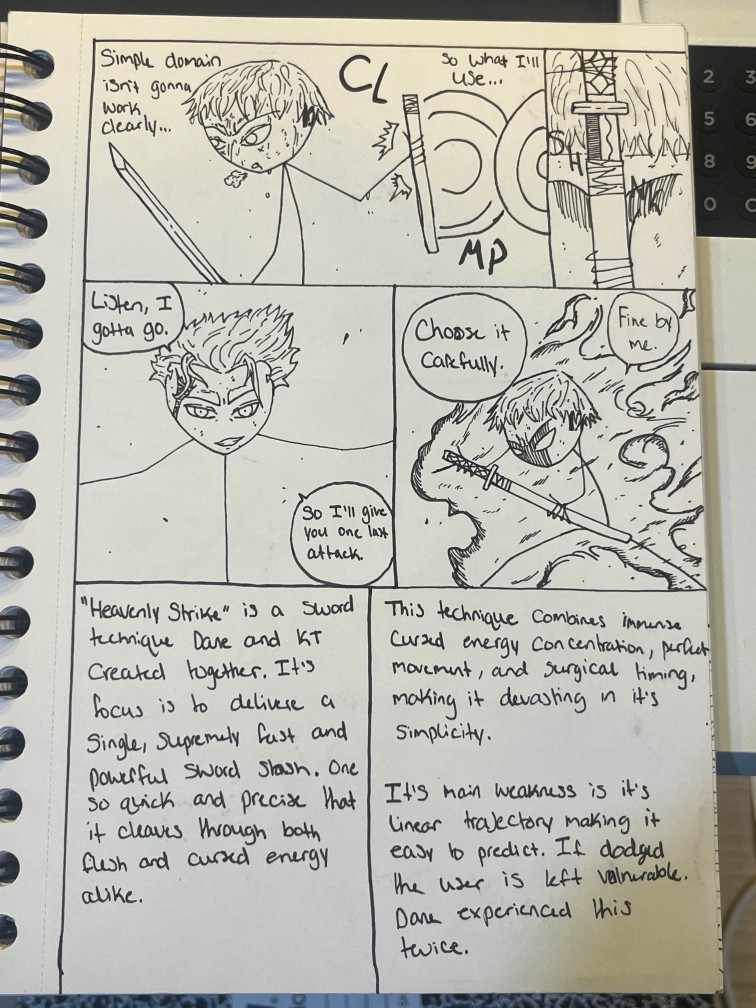 Simple domain
isn't gonna
work
clearly...
CL
MP
So what I'll
use...
SH
NK
Listen, I
gotta go.
So I'll give
you one last
attack.
Choose it
Carefully.
Fine by
me.
"Heavenly Strike" is a Sword
technique Dane and KT
Created together. It's
focus is to delivere a
Single, Supremely fast and
powerful Sword Slash. One
so quick and precise that
it cleaves through both
flesh and cursed energy
alike.
This technique Combines immense
Cursed energy Concentration, perfect
movement, and Surgical timing,
making it devasting in it's
Simplicity.
It's main weakness is it's
linear trajectory making it
easy to predict. If dodged
the user is left vulnerable.
Dane experienced this
twice.
2
3
5
6
8
9
0
C